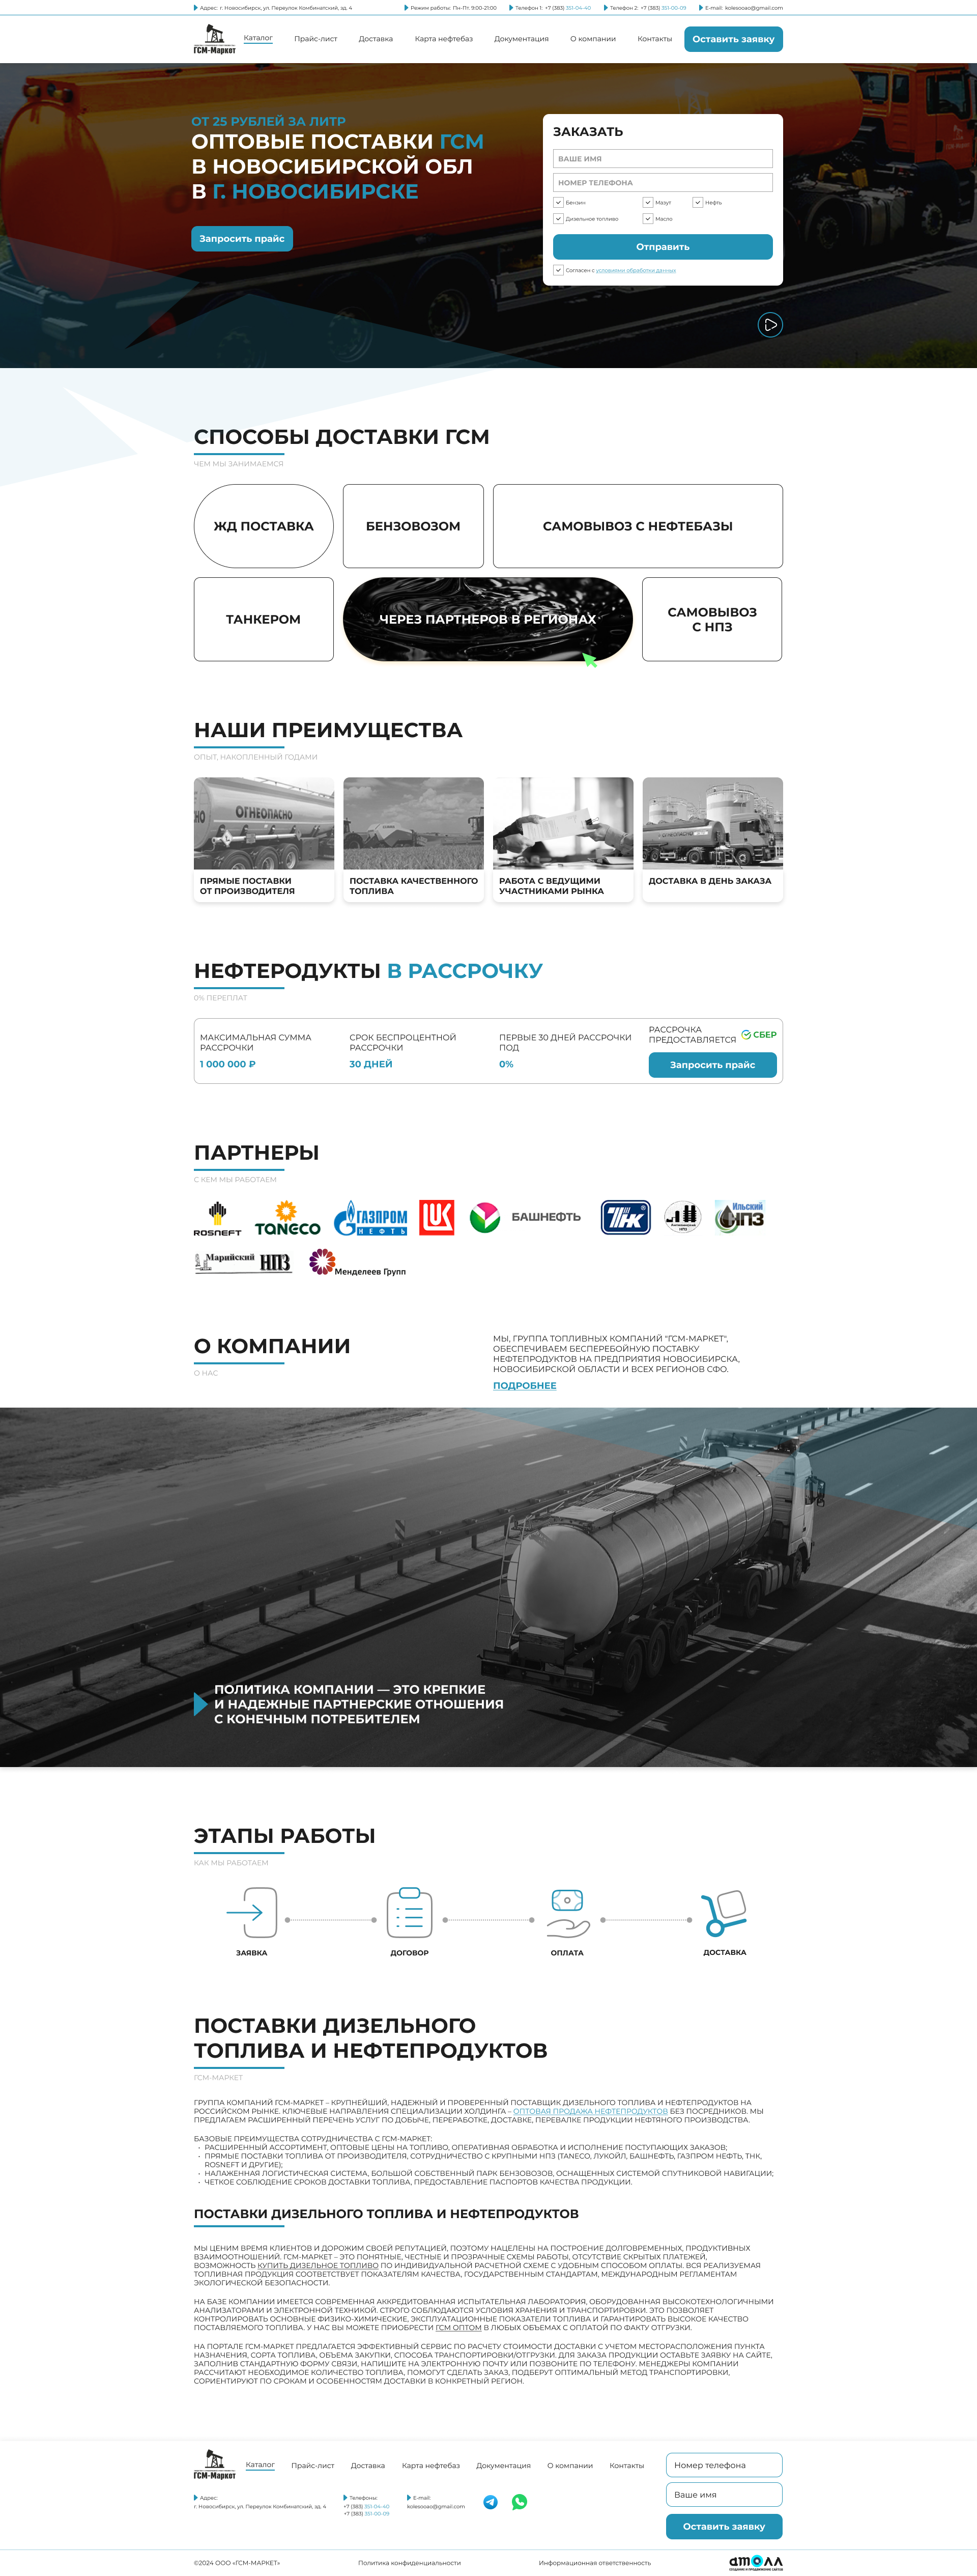 Адрес: г. Новосибирск, ул. Переулок Комбинатский, зд. 4
Режим работы: Пн-Пт: 9:00-21:00
Телефон 1: +7 (383) 351-04-40
Телефон 2: +7 (383) 351-00-09
E-mail: kolesooao@gmail.com
ГСМ-Маркет
Каталог
Прайс-лист
Доставка
Карта нефтебаз
Документация
О компании
Контакты
Оставить заявку
ОТ 25 РУБЛЕЙ ЗА ЛИТР
ОПТОВЫЕ ПОСТАВКИ ГСМ
В НОВОСИБИРСКОЙ ОБЛ
В Г. НОВОСИБИРСКЕ
Запросить прайс
ЗАКАЗАТЬ
ВАШЕ ИМЯ
НОМЕР ТЕЛЕФОНА
Бензин
Мазут
Нефть
Дизельное топливо
Масло
Отправить
Согласен с условиями обработки данных
СПОСОБЫ ДОСТАВКИ ГСМ
ЧЕМ МЫ ЗАНИМАЕМСЯ
ЖД ПОСТАВКА
БЕНЗОВОЗОМ
САМОВЫВОЗ С НЕФТЕБАЗЫ
ТАНКЕРОМ
ЧЕРЕЗ ПАРТНЕРОВ В РЕГИОНАХ
САМОВЫВОЗ
С НПЗ
НАШИ ПРЕИМУЩЕСТВА
ОПЫТ, НАКОПЛЕННЫЙ ГОДАМИ
ОГНЕОПАСНО
ПРЯМЫЕ ПОСТАВКИ
ОТ ПРОИЗВОДИТЕЛЯ
ПОСТАВКА КАЧЕСТВЕННОГО
ТОПЛИВА
РАБОТА С ВЕДУЩИМИ
УЧАСТНИКАМИ РЫНКА
ДОСТАВКА В ДЕНЬ ЗАКАЗА
НЕФТЕРОДУКТЫ В РАССРОЧКУ
0% ПЕРЕПЛАТ
МАКСИМАЛЬНАЯ СУММА
РАССРОЧКИ
1 000 000 ₽
СРОК БЕСПРОЦЕНТНОЙ
РАССРОЧКИ
30 ДНЕЙ
ПЕРВЫЕ 30 ДНЕЙ РАССРОЧКИ
ПОД
0%
РАССРОЧКА
ПРЕДОСТАВЛЯЕТСЯ
СБЕР
Запросить прайс
ПАРТНЕРЫ
С КЕМ МЫ РАБОТАЕМ
ROSNEFT
TANECO
ГАЗПРОМ
НЕФТЬ
LUK
БАШНЕФТЬ
ТНК
Ильский
НПЗ
Марийский НПЗ
Менделеев Групп
О КОМПАНИИ
О НАС
МЫ, ГРУППА ТОПЛИВНЫХ КОМПАНИЙ "ГСМ-МАРКЕТ",
ОБЕСПЕЧИВАЕМ БЕСПЕРЕБОЙНУЮ ПОСТАВКУ
НЕФТЕПРОДУКТОВ НА ПРЕДПРИЯТИЯ НОВОСИБИРСКА,
НОВОСИБИРСКОЙ ОБЛАСТИ И ВСЕХ РЕГИОНОВ СФО.
ПОДРОБНЕЕ
ПОЛИТИКА КОМПАНИИ — ЭТО КРЕПКИЕ
И НАДЕЖНЫЕ ПАРТНЕРСКИЕ ОТНОШЕНИЯ
С КОНЕЧНЫМ ПОТРЕБИТЕЛЕМ
ЭТАПЫ РАБОТЫ
КАК МЫ РАБОТАЕМ
ЗАЯВКА
ДОГОВОР
ОПЛАТА
ДОСТАВКА
ПОСТАВКИ ДИЗЕЛЬНОГО
ТОПЛИВА И НЕФТЕПРОДУКТОВ
ГСМ-МАРКЕТ
ГРУППА КОМПАНИЙ ГСМ-МАРКЕТ – КРУПНЕЙШИЙ, НАДЕЖНЫЙ И ПРОВЕРЕННЫЙ ПОСТАВЩИК ДИЗЕЛЬНОГО ТОПЛИВА И НЕФТЕПРОДУКТОВ НА
РОССИЙСКОМ РЫНКЕ. КЛЮЧЕВЫЕ НАПРАВЛЕНИЯ СПЕЦИАЛИЗАЦИИ ХОЛДИНГА – ОПТОВАЯ ПРОДАЖА НЕФТЕПРОДУКТОВ БЕЗ ПОСРЕДНИКОВ. МЫ
ПРЕДЛАГАЕМ РАСШИРЕННЫЙ ПЕРЕЧЕНЬ УСЛУГ ПО ДОБЫЧЕ, ПЕРЕРАБОТКЕ, ДОСТАВКЕ, ПЕРЕВАЛКЕ ПРОДУКЦИИ НЕФТЯНОГО ПРОИЗВОДСТВА.
БАЗОВЫЕ ПРЕИМУЩЕСТВА СОТРУДНИЧЕСТВА С ГСМ-МАРКЕТ:
• РАСШИРЕННЫЙ АССОРТИМЕНТ, ОПТОВЫЕ ЦЕНЫ НА ТОПЛИВО, ОПЕРАТИВНАЯ ОБРАБОТКА И ИСПОЛНЕНИЕ ПОСТУПАЮЩИХ ЗАКАЗОВ;
• ПРЯМЫЕ ПОСТАВКИ ТОПЛИВА ОТ ПРОИЗВОДИТЕЛЯ, СОТРУДНИЧЕСТВО С КРУПНЫМИ НПЗ (TANECO, ЛУКОЙЛ, БАШНЕФТЬ, ГАЗПРОМ НЕФТЬ, ТНК,
ROSNEFT И ДРУГИЕ);
• НАЛАЖЕННАЯ ЛОГИСТИЧЕСКАЯ СИСТЕМА, БОЛЬШОЙ СОБСТВЕННЫЙ ПАРК БЕНЗОВОЗОВ, ОСНАЩЕННЫХ СИСТЕМОЙ СПУТНИКОВОЙ НАВИГАЦИИ;
• ЧЕТКОЕ СОБЛЮДЕНИЕ СРОКОВ ДОСТАВКИ ТОПЛИВА, ПРЕДОСТАВЛЕНИЕ ПАСПОРТОВ КАЧЕСТВА ПРОДУКЦИИ.
ПОСТАВКИ ДИЗЕЛЬНОГО ТОПЛИВА И НЕФТЕПРОДУКТОВ
МЫ ЦЕНИМ ВРЕМЯ КЛИЕНТОВ И ДОРОЖИМ СВОЕЙ РЕПУТАЦИЕЙ, ПОЭТОМУ НАЦЕЛЕНЫ НА ПОСТРОЕНИЕ ДОЛГОВРЕМЕННЫХ, ПРОДУКТИВНЫХ
ВЗАИМООТНОШЕНИЙ. ГСМ-МАРКЕТ – ЭТО ПОНЯТНЫЕ, ЧЕСТНЫЕ И ПРОЗРАЧНЫЕ СХЕМЫ РАБОТЫ, ОТСУТСТВИЕ СКРЫТЫХ ПЛАТЕЖЕЙ,
ВОЗМОЖНОСТЬ КУПИТЬ ДИЗЕЛЬНОЕ ТОПЛИВО ПО ИНДИВИДУАЛЬНОЙ РАСЧЕТНОЙ СХЕМЕ С УДОБНЫМ СПОСОБОМ ОПЛАТЫ. ВСЯ РЕАЛИЗУЕМАЯ
ТОПЛИВНАЯ ПРОДУКЦИЯ СООТВЕТСТВУЕТ ПОКАЗАТЕЛЯМ КАЧЕСТВА, ГОСУДАРСТВЕННЫМ СТАНДАРТАМ, МЕЖДУНАРОДНЫМ РЕГЛАМЕНТАМ
ЭКОЛОГИЧЕСКОЙ БЕЗОПАСНОСТИ.
НА БАЗЕ КОМПАНИИ ИМЕЕТСЯ СОВРЕМЕННАЯ АККРЕДИТОВАННАЯ ИСПЫТАТЕЛЬНАЯ ЛАБОРАТОРИЯ, ОБОРУДОВАННАЯ ВЫСОКОТЕХНОЛОГИЧНЫМИ
АНАЛИЗАТОРАМИ И ЭЛЕКТРОННОЙ ТЕХНИКОЙ. СТРОГО СОБЛЮДАЮТСЯ УСЛОВИЯ ХРАНЕНИЯ И ТРАНСПОРТИРОВКИ. ЭТО ПОЗВОЛЯЕТ
КОНТРОЛИРОВАТЬ ОСНОВНЫЕ ФИЗИКО-ХИМИЧЕСКИЕ, ЭКСПЛУАТАЦИОННЫЕ ПОКАЗАТЕЛИ ТОПЛИВА И ГАРАНТИРОВАТЬ ВЫСОКОЕ КАЧЕСТВО
ПОСТАВЛЯЕМОГО ТОПЛИВА. У НАС ВЫ МОЖЕТЕ ПРИОБРЕСТИ ГСМ ОПТОМ В ЛЮБЫХ ОБЪЕМАХ С ОПЛАТОЙ ПО ФАКТУ ОТГРУЗКИ.
НА ПОРТАЛЕ ГСМ-МАРКЕТ ПРЕДЛАГАЕТСЯ ЭФФЕКТИВНЫЙ СЕРВИС ПО РАСЧЕТУ СТОИМОСТИ ДОСТАВКИ С УЧЕТОМ МЕСТОРАСПОЛОЖЕНИЯ ПУНКТА
НАЗНАЧЕНИЯ, СОРТА ТОПЛИВА, ОБЪЕМА ЗАКУПКИ, СПОСОБА ТРАНСПОРТИРОВКИ/ОТГРУЗКИ. ДЛЯ ЗАКАЗА ПРОДУКЦИИ ОСТАВЬТЕ ЗАЯВКУ НА САЙТЕ,
ЗАПОЛНИВ СТАНДАРТНУЮ ФОРМУ СВЯЗИ, НАПИШИТЕ НА ЭЛЕКТРОННУЮ ПОЧТУ ИЛИ ПОЗВОНИТЕ ПО ТЕЛЕФОНУ. МЕНЕДЖЕРЫ КОМПАНИИ
РАССЧИТАЮТ НЕОБХОДИМОЕ КОЛИЧЕСТВО ТОПЛИВА, ПОМОГУТ СДЕЛАТЬ ЗАКАЗ, ПОДБЕРУТ ОПТИМАЛЬНЫЙ МЕТОД ТРАНСПОРТИРОВКИ,
СОРИЕНТИРУЮТ ПО СРОКАМ И ОСОБЕННОСТЯМ ДОСТАВКИ В КОНКРЕТНЫЙ РЕГИОН.
ГСМ-Маркет
Каталог
Прайс-лист
Доставка
Карта нефтебаз
Документация
О компании
Контакты
Номер телефона
Ваше имя
Оставить заявку
Адрес:
г. Новосибирск, ул. Переулок Комбинатский, зд. 4
Телефоны:
+7 (383) 351-04-40
+7 (383) 351-00-09
E-mail:
kolesooao@gmail.com
©2024 ООО «ГСМ-МАРКЕТ»
Политика конфиденциальности
Информационная ответственность
атолл
СОЗДАНИЕ И ПРОДВИЖЕНИЕ САЙТОВ